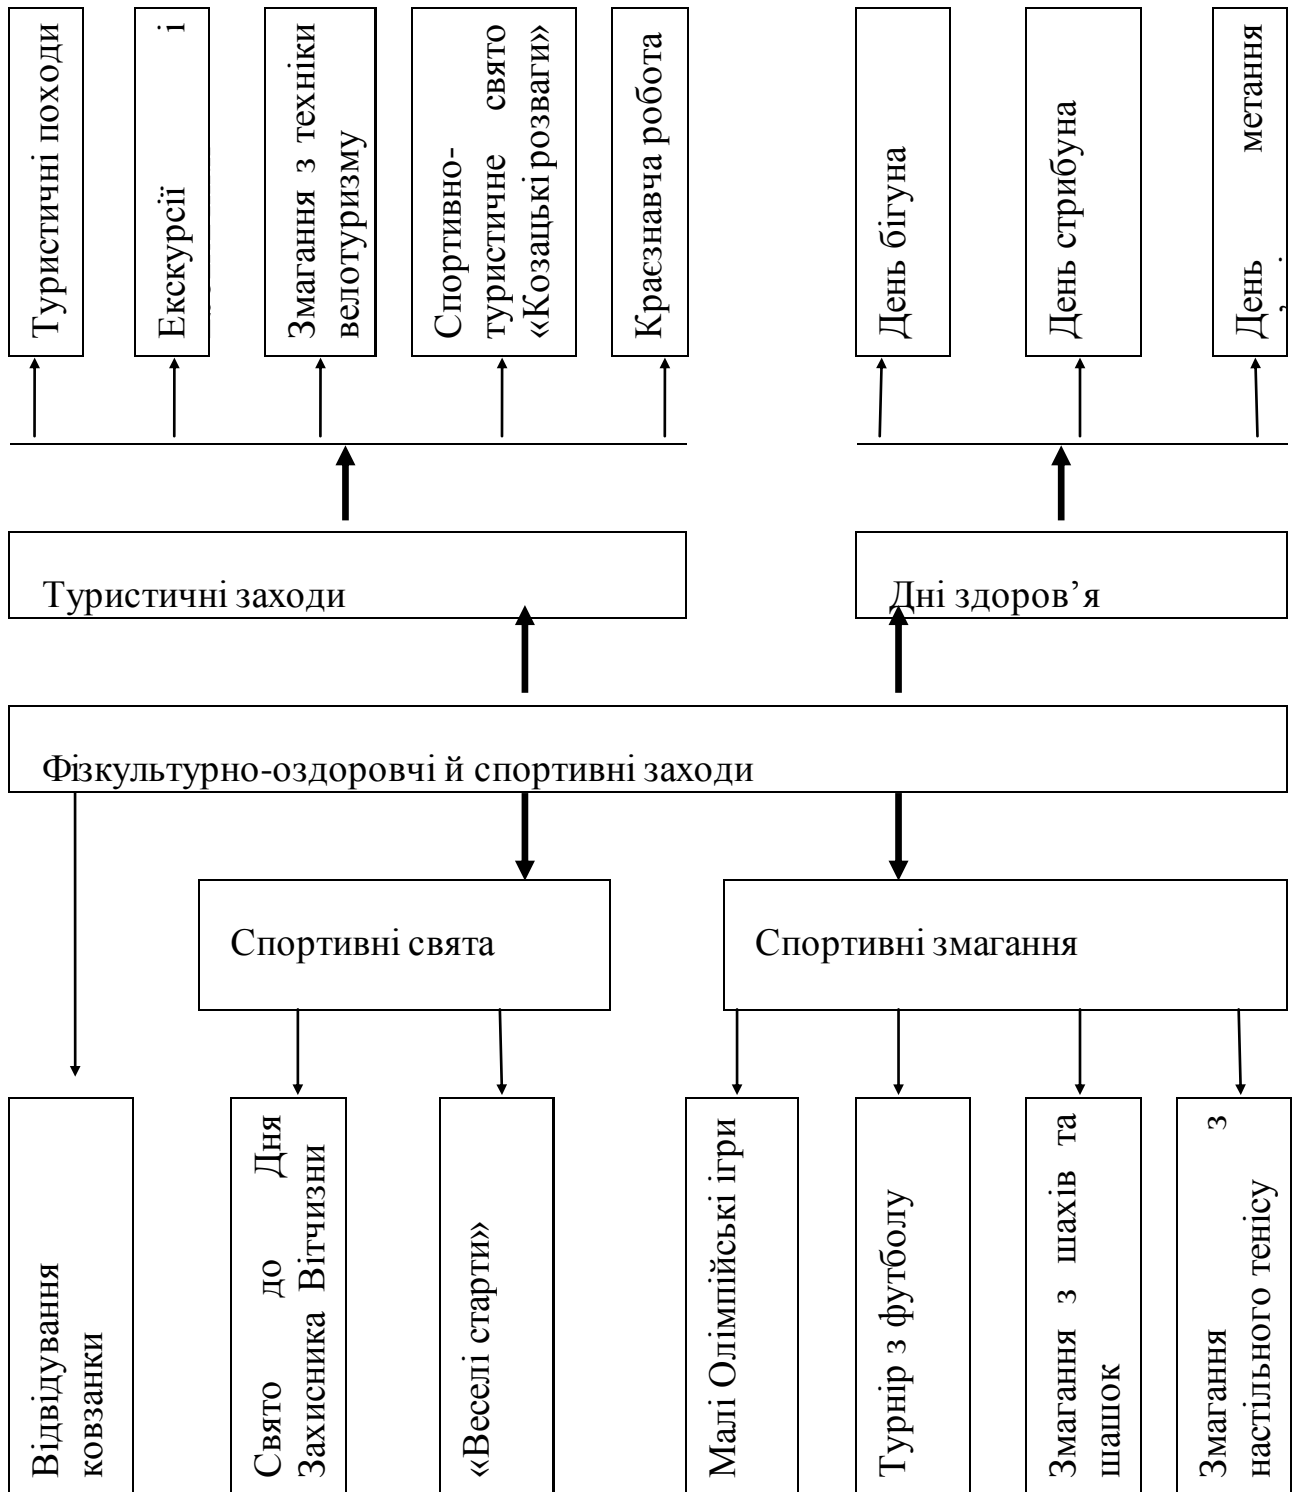 Туристичні походи
Екскурсії і
Змагання з техніки
велотуризму
Спортивно-
туристичне свято
«Козацькі розваги»
Краєзнавча робота
День бігуна
День стрибуна
День метання
Туристичні заходи
Дні здоров’я
Фізкультурно-оздоровчі й спортивні заходи
Спортивні свята
Спортивні змагання
Відвідування
ковзанки
Свято до Дня
Захисника Вітчизни
«Веселі старти»
Малі Олімпійські ігри
Турнір з футболу
Змагання з шахів та
шашок
Змагання з
настільного тенісу